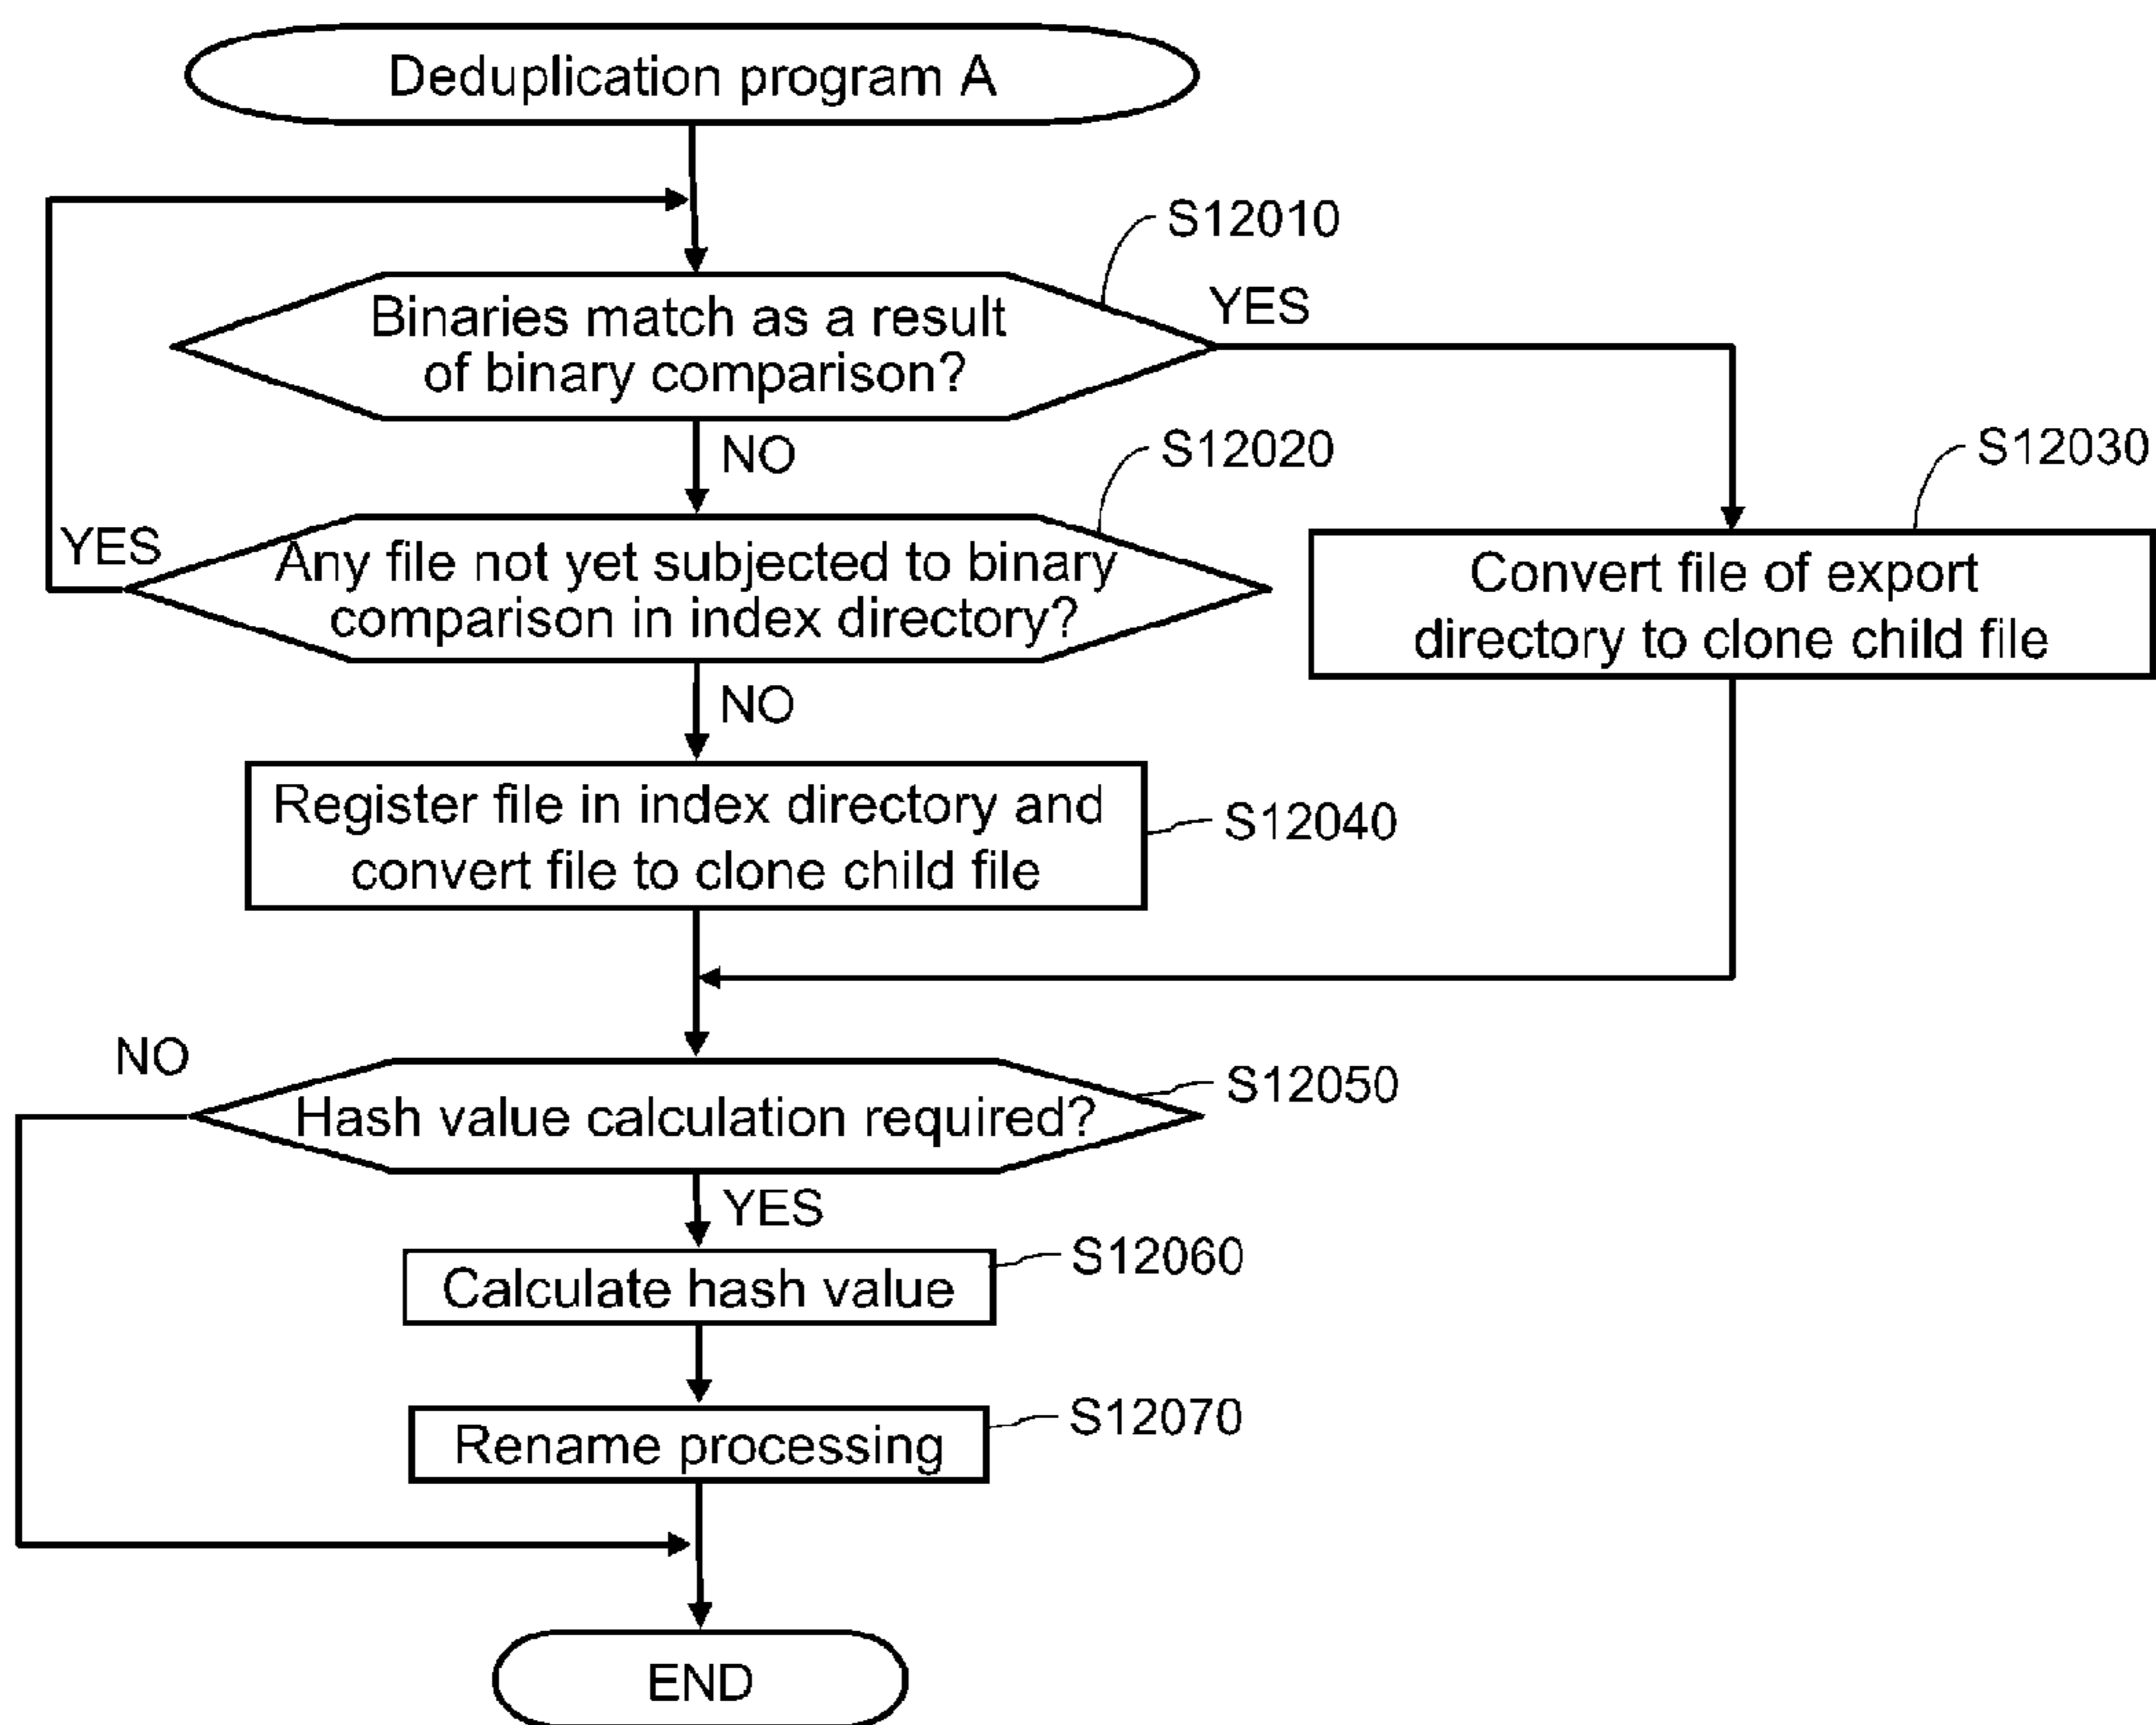 Deduplication program A
S12010
Binaries match as a result
of binary comparison?
YES
NO
S12020
S12030
YES
Any file not yet subjected to binary
comparison in index directory?
Convert file of export
directory to clone child file
NO
Register file in index directory and
convert file to clone child file
S12040
NO
S12050
Hash value calculation required?
YES
S12060
Calculate hash value
S12070
Rename processing
END